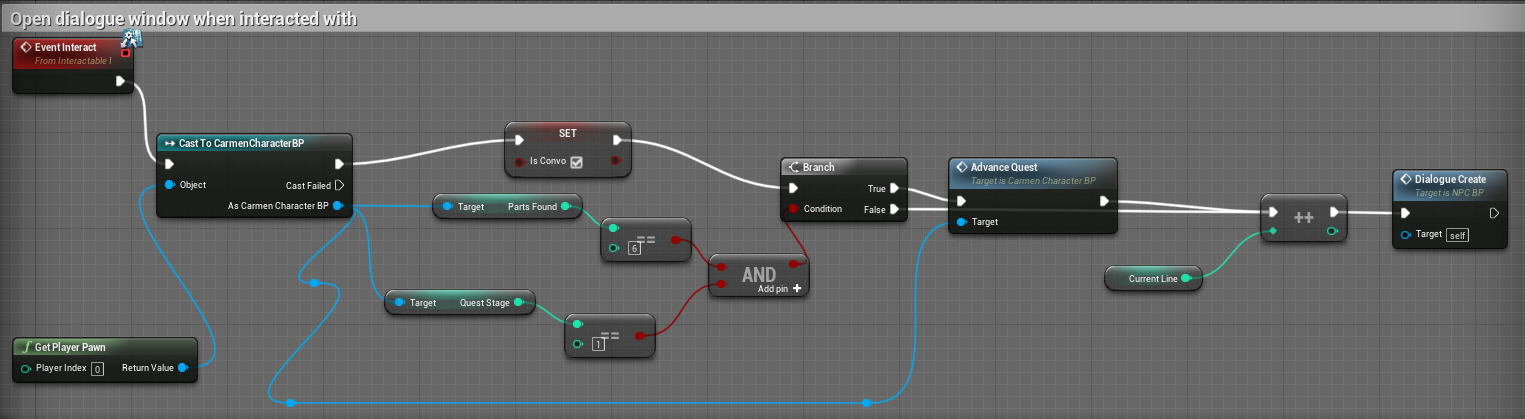 Open dialogue window when interacted with
Event Interact
From Interactable I
Cast To CarmenCharacterBP
Object
Cast Failed
As Carmen Character BP
Get Player Pawn
Player Index 0
Return Value
SET
Is Convo
Target
Parts Found
==
6
Target
Quest Stage
==
1
AND
Add pin +
Branch
True
Condition
False
Advance Quest
Target is Carmen Character BP
Target
Current Line
++
Dialogue Create
Target is NPC BP
Target self